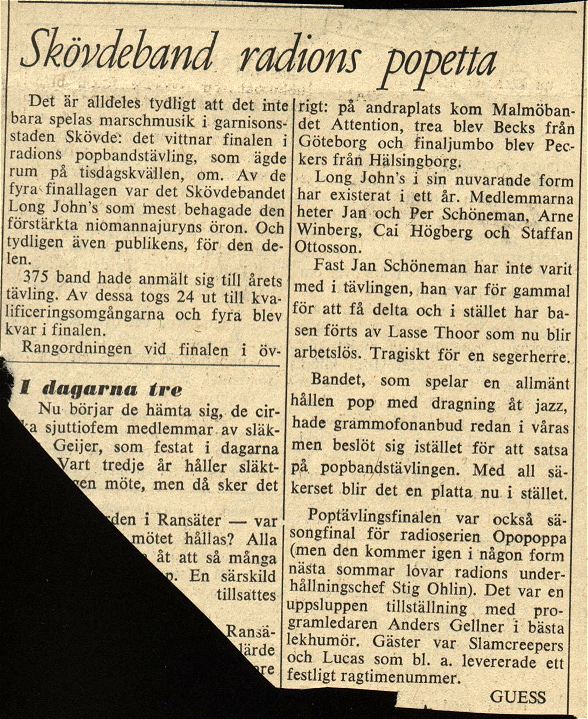 Skövdeband radions popetta
Det är alldeles tydligt att det inte
bara spelas marschmusik i garnisons-
staden Skövde: det vittnar finalen i
radions popbandstävling, som ägde
rum på tisdagskvällen, om. Av de
fyra finallagen var det Skövdebandet
Long John's som mest behagade den
förstärkta niomannajuryns öron. Och
tydligen även publikens, för den de-
len.
375 band hade anmält sig till årets
tävling. Av dessa togs 24 ut till kva-
lificeringsomgångarna och fyra blev
kvar i finalen.
Rangordningen vid finalen i öv-
rigt: på andraplats kom Malmöban-
det Attention, trea blev Becks från
Göteborg och finaljumbo blev Pec-
kers från Hälsingborg.
Long John's i sin nuvarande form
har existerat i ett år. Medlemmarna
heter Jan och Per Schöneman, Arne
Winberg, Cai Högberg och Staffan
Ottosson.
Fast Jan Schöneman har inte varit
med i tävlingen, han var för gammal
för att få delta och i stället har ba-
sen förts av Lasse Thoor som nu blir
arbetslös. Tragiskt för en segerherre.
Bandet, som spelar en allmänt
hållen pop med dragning åt jazz,
hade grammofonanbud redan i våras
men beslöt sig istället för att satsa
på popbandstävlingen. Med all sä-
kerset blir det en platta nu i stället.
Poptävlingsfinalen var också sä-
songfinal för radioserien Opopoppa
(men den kommer igen i någon form
nästa sommar lovar radions under-
hållningschef Stig Ohlin). Det var en
uppsluppen tillställning med pro-
gramledaren Anders Gellner i bästa
lekhumör. Gäster var Slamcreepers
och Lucas som bl. a. levererade ett
festligt ragtimenummer.
GUESS
I dagarna tre
Nu börjar de hämta sig, de cir-
ka sjuttiofem medlemmar av släk-
Geijer, som festat i dagarna
Vart tredje år håller släkt-
gen möte, men då sker det
rden i Ransäter — var
mötet hållas? Alla
åt att så många
p. En särskild
tillsattes
Ransä-
lärde
re